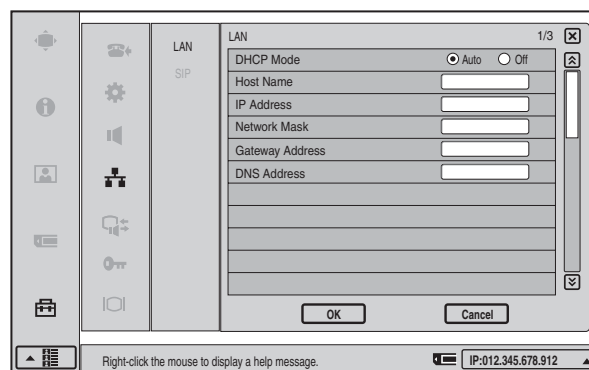 LAN
SIP
LAN 1/3
DHCP Mode Auto Off
Host Name
IP Address
Network Mask
Gateway Address
DNS Address
OK Cancel
Right-click the mouse to display a help message.
IP:012.345.678.912